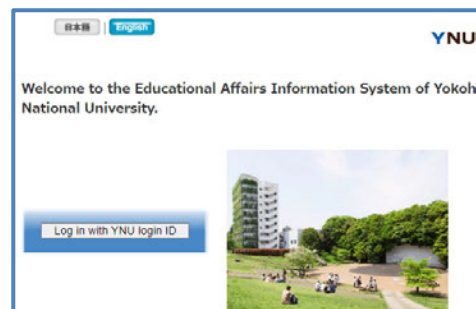 日本語 | English
YNU
Welcome to the Educational Affairs Information System of Yokoh
National University.
Log in with YNU login ID